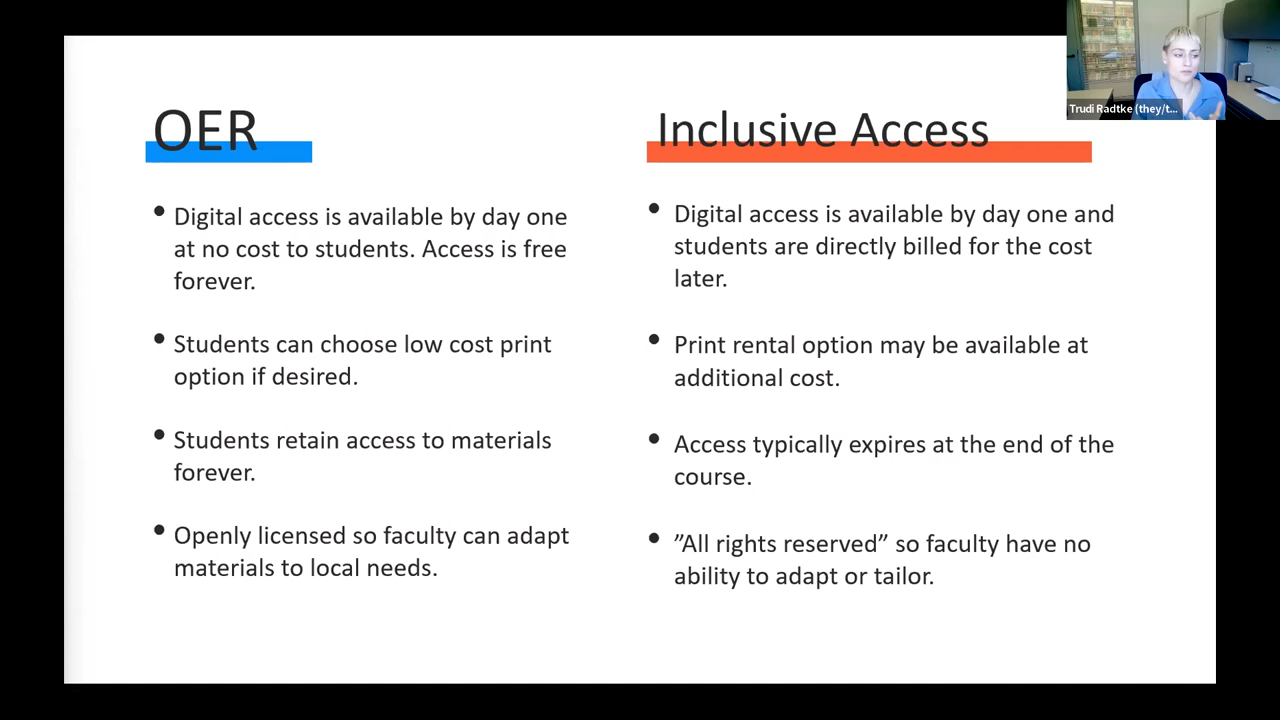 OER
Digital access is available by day one
at no cost to students. Access is free
forever.
Students can choose low cost print
option if desired.
Students retain access to materials
forever.
Openly licensed so faculty can adapt
materials to local needs.
Inclusive Access
Digital access is available by day one and
students are directly billed for the cost
later.
Print rental option may be available at
additional cost.
Access typically expires at the end of the
course.
”All rights reserved” so faculty have no
ability to adapt or tailor.
Trudi Radtke (they/t...